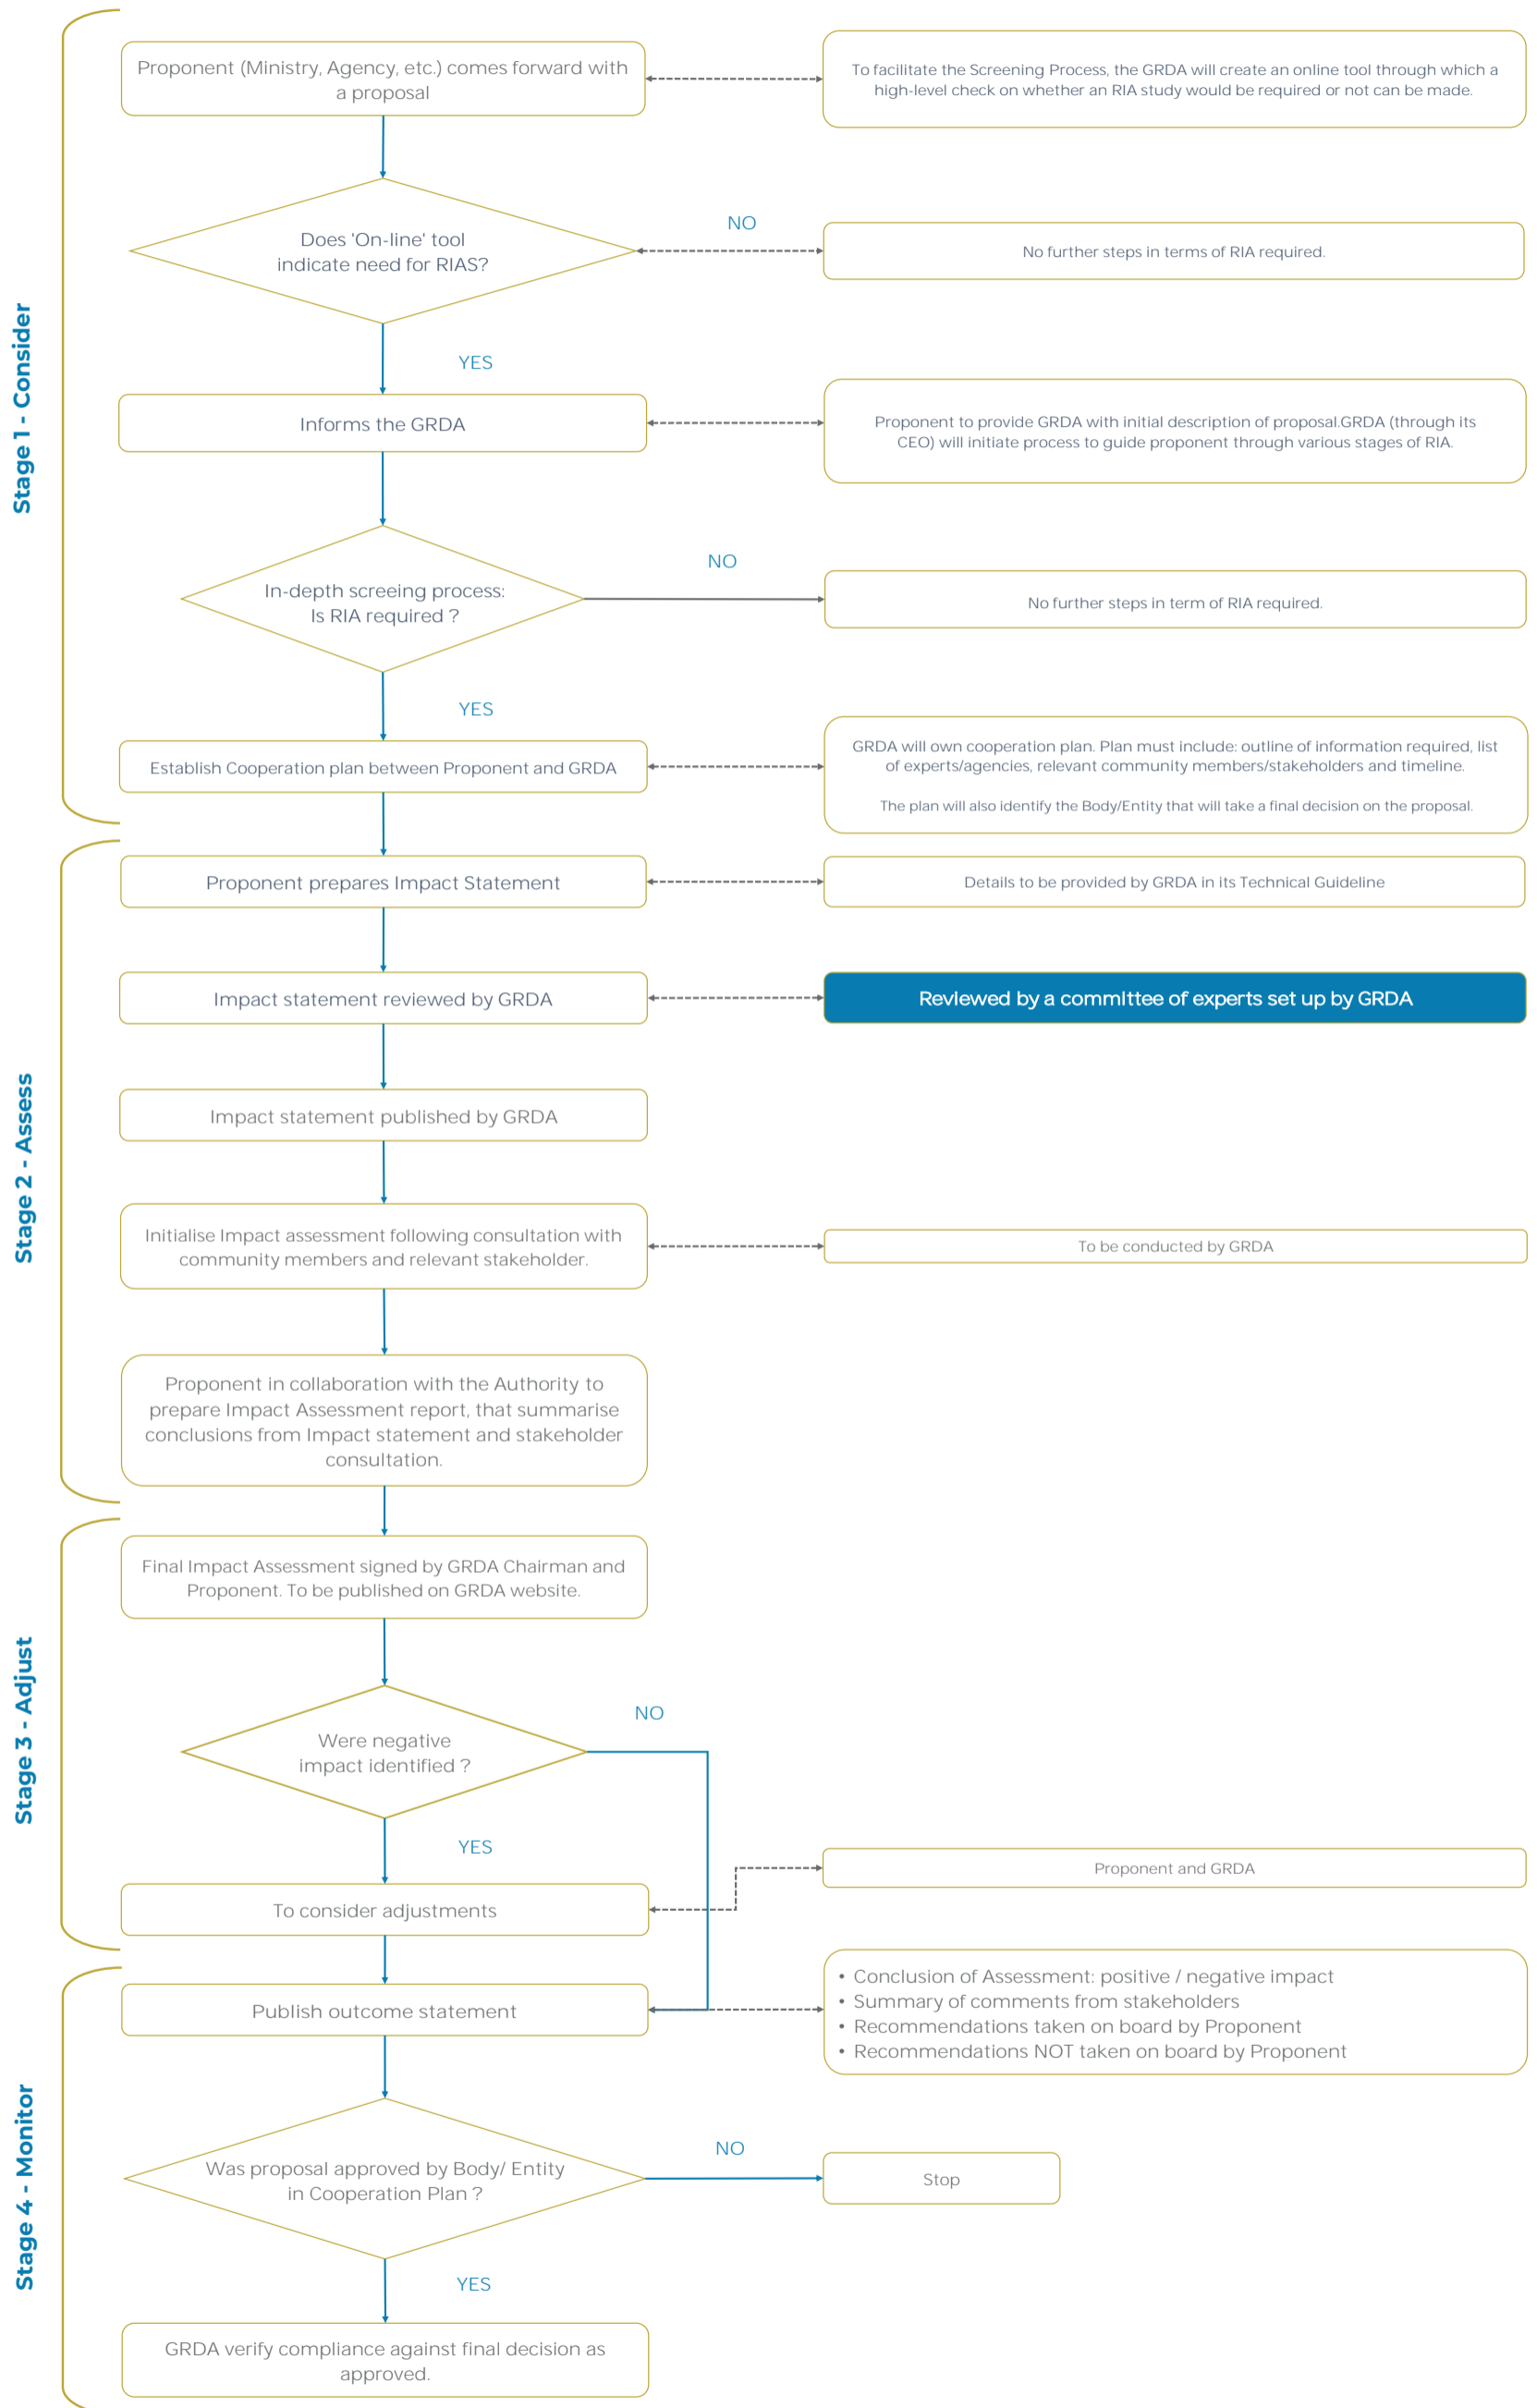 Stage 1 - Consider
Proponent (Ministry, Agency, etc.) comes forward with
a proposal
To facilitate the Screening Process, the GRDA will create an online tool through which a
high-level check on whether an RIA study would be required or not can be made.
Does 'On-line' tool
indicate need for RIAS?
NO
No further steps in terms of RIA required.
YES
Informs the GRDA
Proponent to provide GRDA with initial description of proposal.GRDA (through its
CEO) will initiate process to guide proponent through various stages of RIA.
In-depth screeing process:
Is RIA required ?
NO
No further steps in term of RIA required.
YES
Establish Cooperation plan between Proponent and GRDA
GRDA will own cooperation plan. Plan must include: outline of information required, list
of experts/agencies, relevant community members/stakeholders and timeline.
The plan will also identify the Body/Entity that will take a final decision on the proposal.
Stage 2 - Assess
Proponent prepares Impact Statement
Details to be provided by GRDA in its Technical Guideline
Impact statement reviewed by GRDA
Reviewed by a committee of experts set up by GRDA
Impact statement published by GRDA
Initialise Impact assessment following consultation with
community members and relevant stakeholder.
To be conducted by GRDA
Proponent in collaboration with the Authority to
prepare Impact Assessment report, that summarise
conclusions from Impact statement and stakeholder
consultation.
Stage 3 - Adjust
Final Impact Assessment signed by GRDA Chairman and
Proponent. To be published on GRDA website.
Were negative
impact identified ?
NO
YES
To consider adjustments
Proponent and GRDA
Stage 4 - Monitor
Publish outcome statement
• Conclusion of Assessment: positive / negative impact
• Summary of comments from stakeholders
• Recommendations taken on board by Proponent
• Recommendations NOT taken on board by Proponent
Was proposal approved by Body/ Entity
in Cooperation Plan ?
NO
Stop
YES
GRDA verify compliance against final decision as
approved.